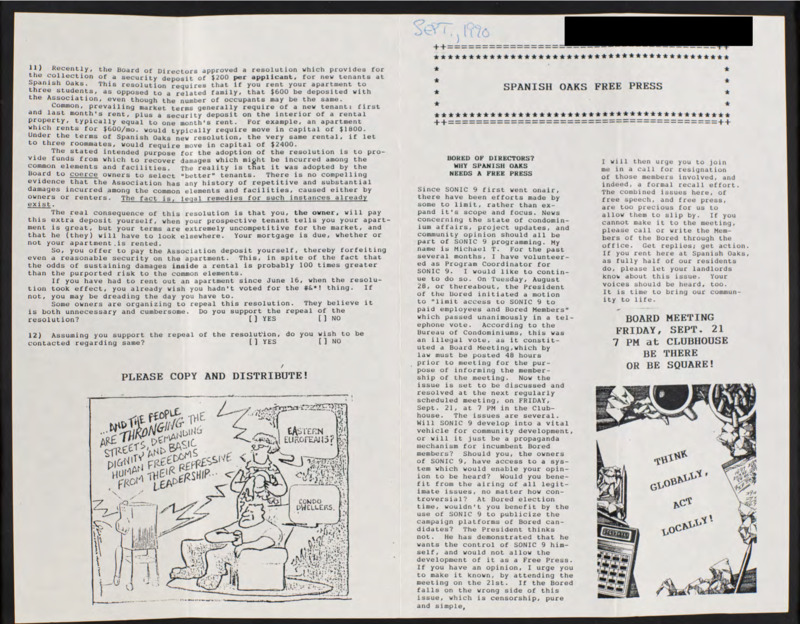 11) Recently, the Board of Directors approved a resolution which provides for
the collection of a security deposit of $200 per applicant, for new tenants at
Spanish Oaks. This resolution requires that if you rent your apartment to
three students, as opposed to a related family, that $600 be deposited with
the Association, even though the number of occupants may be the same.
Common, prevailing market terms generally require of a new tenant: first
and last month's rent, plus a security deposit on the interior of a rental
property, typically equal to one month's rent. For example, an apartment
which rents for $600/mo. would typically require move in capital of $1800.
Under the terms of Spanish Oaks new resolution, the very same rental, if let
to three roommates, would require move in capital of $2400.
The stated intended purpose for the adoption of the resolution is to pro-
vide funds from which to recover damages which might be incurred among the
common elements and facilities. The reality is that it was adopted by the
Board to coerce owners to select "better" tenants. There is no compelling
evidence that the Association has any history of repetitive and substantial
damages incurred among the common elements and facilities, caused either by
owners or renters. The fact is, legal remedies for such instances already
exist.
The real consequence of this resolution is that you, the owner, will pay
this extra deposit yourself, when your prospective tenant tells you your apart-
ment is great, but your terms are extremely uncompetitive for the market, and
that he (they) will have to look elsewhere. Your mortgage is due, whether or
not your apartment is rented.
So, you offer to pay the Association deposit yourself, thereby forfeiting
even a reasonable security on the apartment. This, in spite of the fact that
the odds of sustaining damages inside a rental is probably 100 times greater
than the purported risk to the common elements.
If you have had to rent out an apartment since June 16, when the resolu-
tion took effect, you already wish you hadn't voted for the #&*! thing. If
not, you may be dreading the day you have to.
Some owners are organizing to repeal this resolution. They believe it
is both unnecessary and cumbersome. Do you support the repeal of the
resolution? [] YES [] NO
12) Assuming you support the repeal of the resolution, do you wish to be
contacted regarding same? [] YES [] NO
PLEASE COPY AND DISTRIBUTE!
...AND THE PEOPLE
ARE THRONGING THE
STREETS, DEMANDING
DIGNITY AND BASIC
HUMAN FREEDOMS
FROM THEIR REPRESSIVE
LEADERSHIP...
EASTERN
EUROPEANS?
CONDO
DWELLERS.
SEPT., 1990
SPANISH OAKS FREE PRESS
BORED OF DIRECTORS?
WHY SPANISH OAKS
NEEDS A FREE PRESS
Since SONIC 9 first went onair,
there have been efforts made by
some to limit, rather than ex-
pand it's scope and focus. News
concerning the state of condomin-
ium affairs, project updates, and
community opinion should all be
part of SONIC 9 programming. My
name is Michael T. For the past
several months, I have volunteer-
ed as Program Coordinator for
SONIC 9. I would like to contin-
ue to do so. On Tuesday, August
28, or thereabout, the President
of the Bored initiated a motion
to "limit access to SONIC 9 to
paid employees and Bored Members"
which passed unanimously in a tel-
ephone vote. According to the
Bureau of Condominiums, this was
an illegal vote, as it constit-
uted a Board Meeting,which by
law must be posted 48 hours
prior to meeting for the pur-
pose of informing the member-
ship of the meeting. Now the
issue is set to be discussed and
resolved at the next regularly
scheduled meeting, on FRIDAY,
Sept. 21, at 7 PM in the Club-
house. The issues are several.
Will SONIC 9 develop into a vital
vehicle for community development,
or will it just be a propaganda
mechanism for incumbent Bored
members? Should you, the owners
of SONIC 9, have access to a sys-
tem which would enable your opin-
ion to be heard? Would you bene-
fit from the airing of all legit-
imate issues, no matter how con-
troversial? At Bored election
time, wouldn't you benefit by the
use of SONIC 9 to publicize the
campaign platforms of Bored can-
didates? The President thinks
not. He has demonstrated that he
wants the control of SONIC 9 him-
self, and would not allow the
development of it as a Free Press.
If you have an opinion, I urge you
to make it known, by attending the
meeting on the 21st. If the Bored
falls on the wrong side of this
issue, which is censorship, pure
and simple,
I will then urge you to join
me in a call for resignation
of those members involved, and
indeed, a formal recall effort.
The combined issues here, of
free speech, and free press,
are too precious for us to
allow them to slip by. If you
cannot make it to the meeting,
please call or write the Mem-
bers of the Bored through the
office. Get replies; get action.
If you rent here at Spanish Oaks,
as fully half of our residents
do, please let your landlords
know about this issue. Your
voices should be heard, too.
It is time to bring our commun-
ity to life.
BOARD MEETING
FRIDAY, SEPT. 21
7 PM at CLUBHOUSE
BE THERE
OR BE SQUARE!
THINK
GLOBALLY,
ACT
LOCALLY!